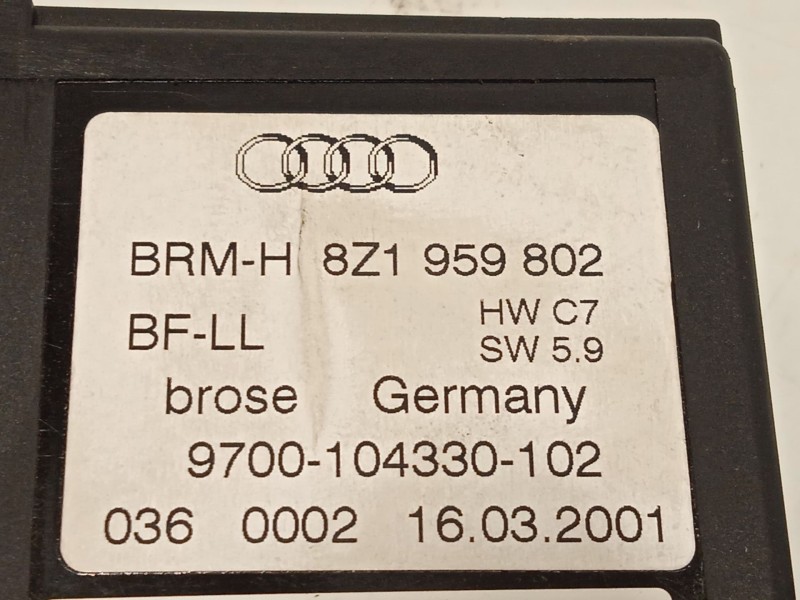 BRM-H 8Z1 959 802
BF-LL HW C7
SW 5.9
brose Germany
9700-104330-102
036 0002 16.03.2001